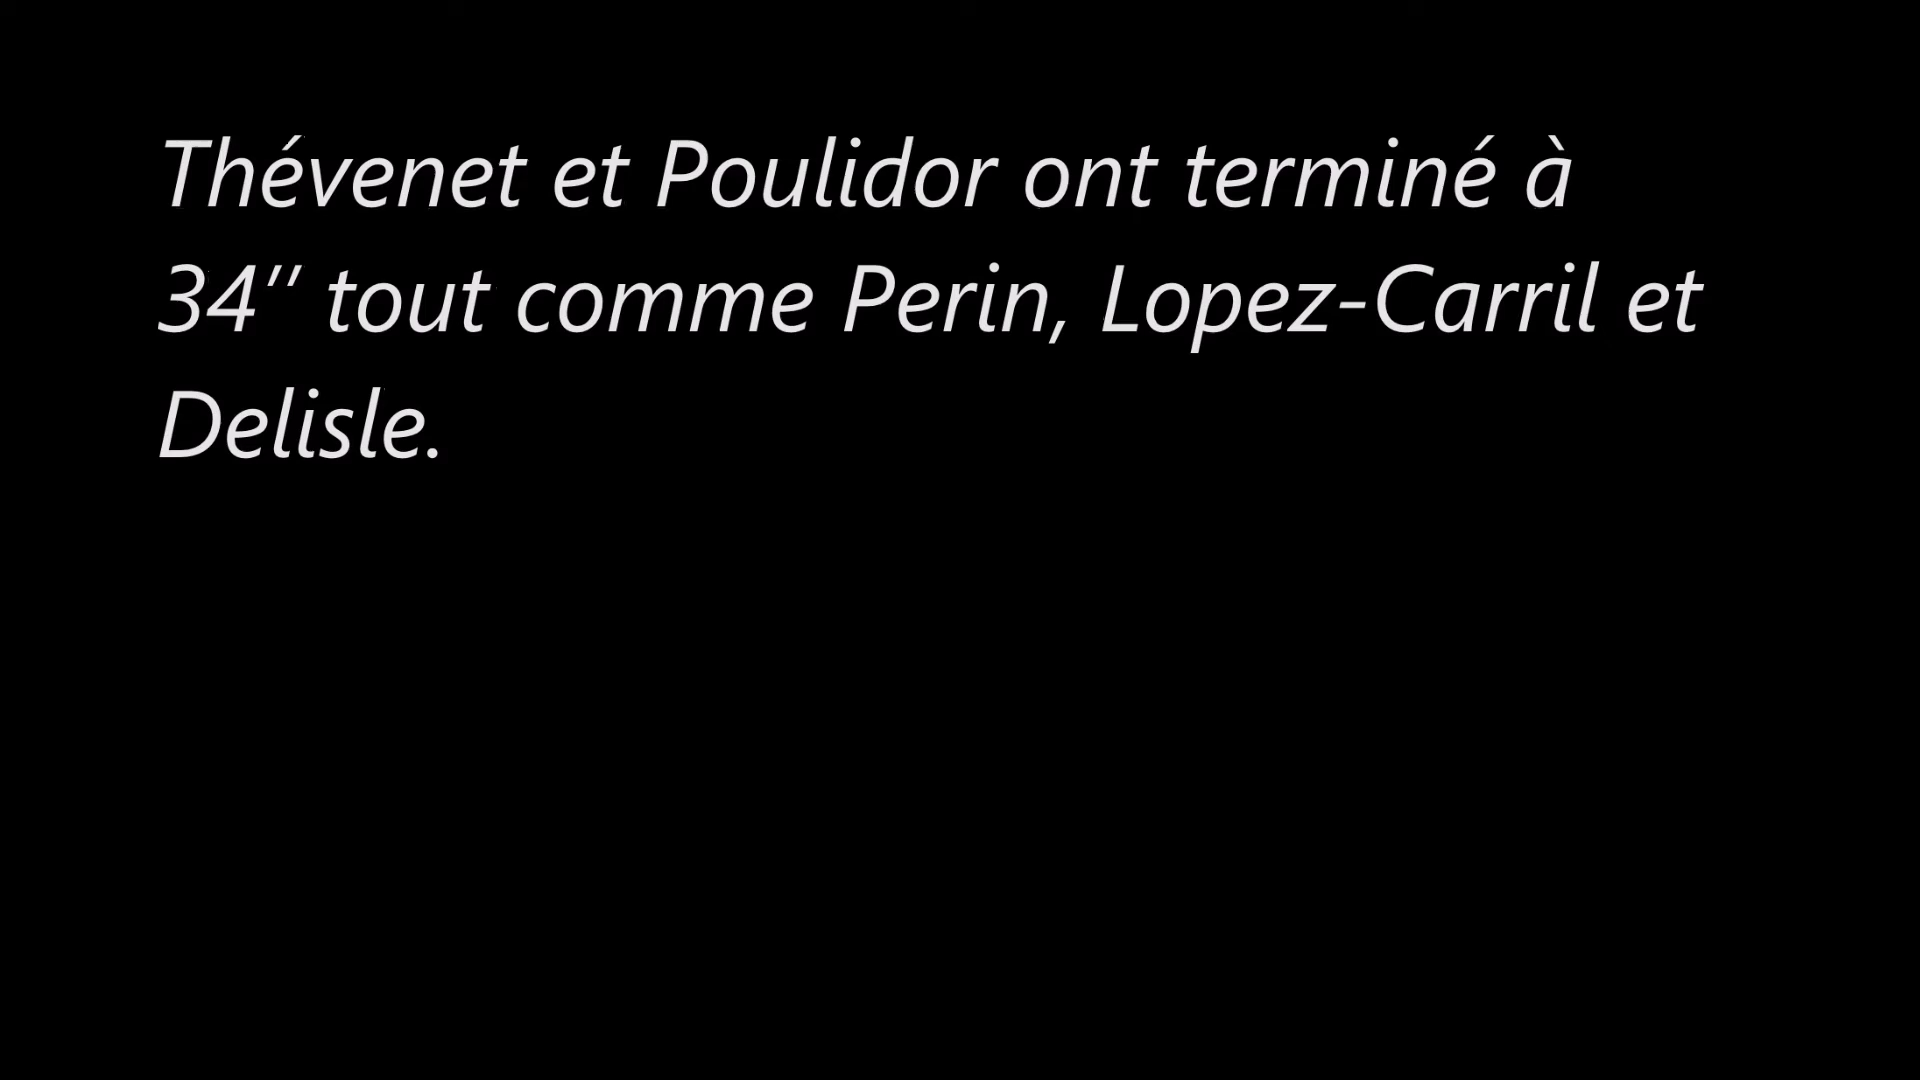 Thévenet et Poulidor ont terminé à
34’’ tout comme Perin, Lopez-Carril et
Delisle.